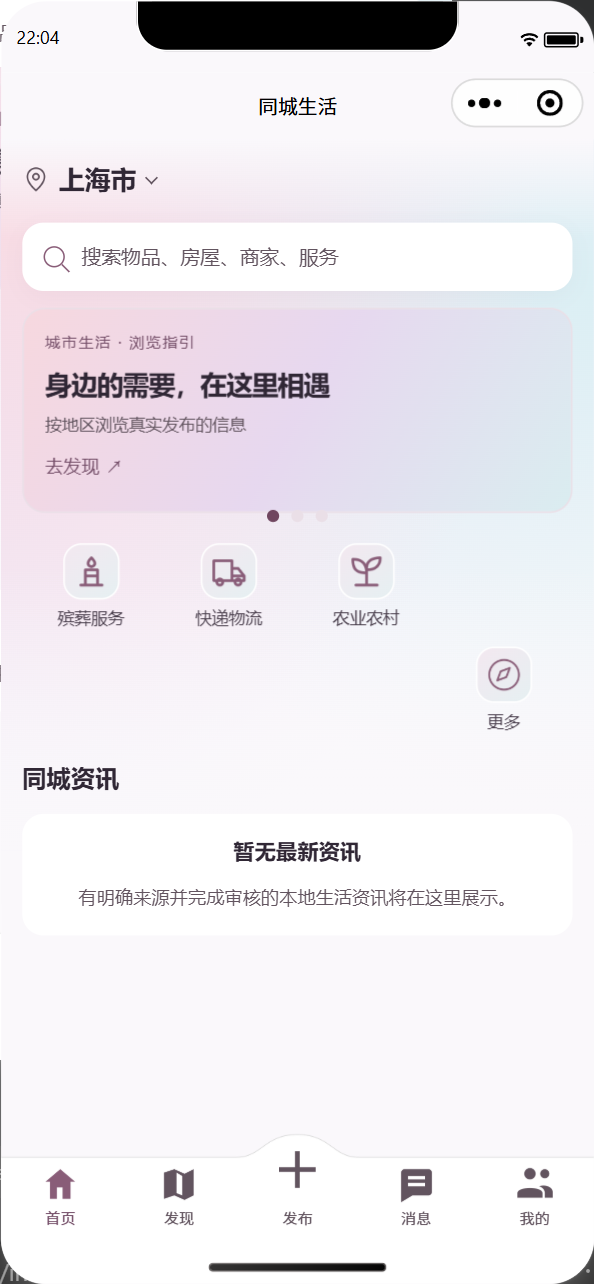 22:04
同城生活
上海市
搜索物品、房屋、商家、服务
城市生活 · 浏览指引
身边的需要，在这里相遇
按地区浏览真实发布的信息
去发现 ↗
殡葬服务 快递物流 农业农村
更多
同城资讯
暂无最新资讯
有明确来源并完成审核的本地生活资讯将在这里展示。
首页 发现 发布 消息 我的